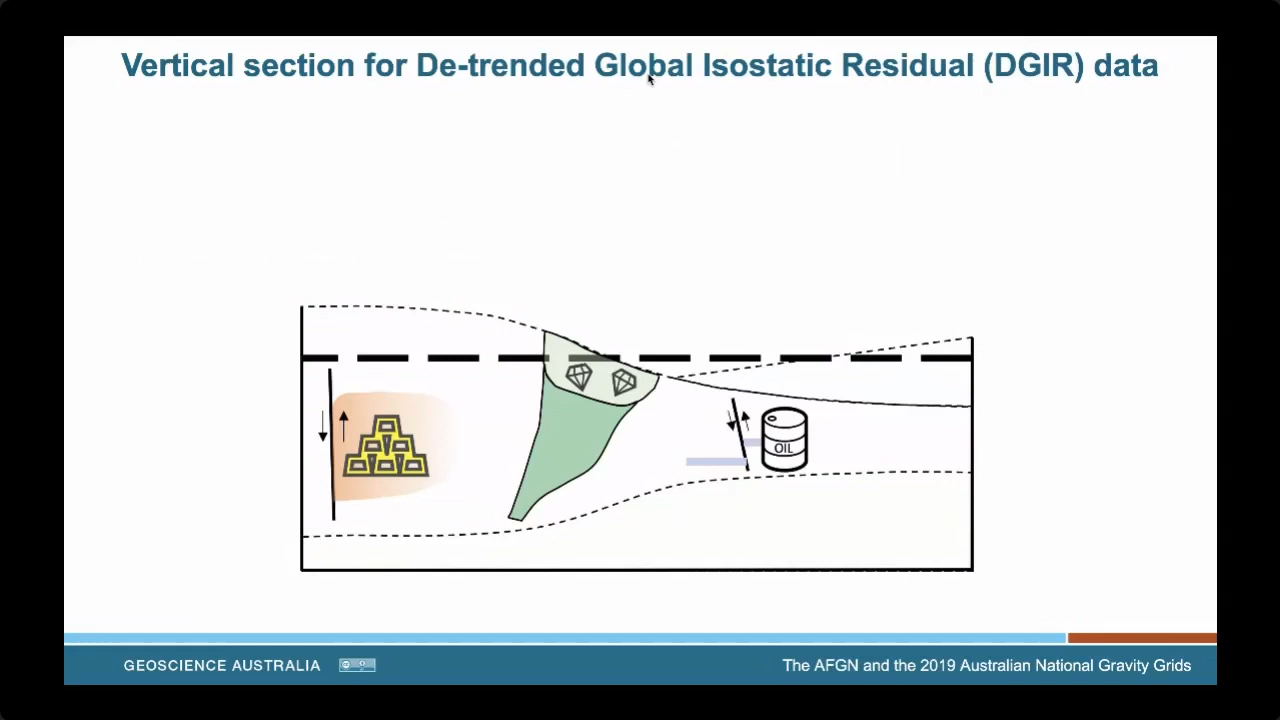 Vertical section for De-trended Global Isostatic Residual (DGIR) data
OIL
GEOSCIENCE AUSTRALIA
The AFGN and the 2019 Australian National Gravity Grids